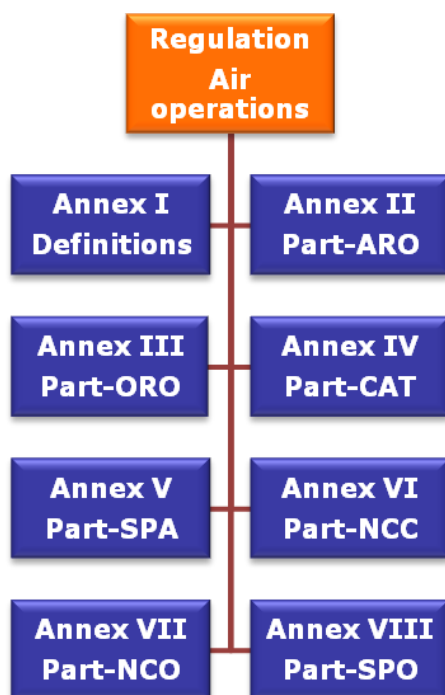 Regulation
Air
operations
Annex I
Definitions
Annex II
Part-ARO
Annex III
Part-ORO
Annex IV
Part-CAT
Annex V
Part-SPA
Annex VI
Part-NCC
Annex VII
Part-NCO
Annex VIII
Part-SPO